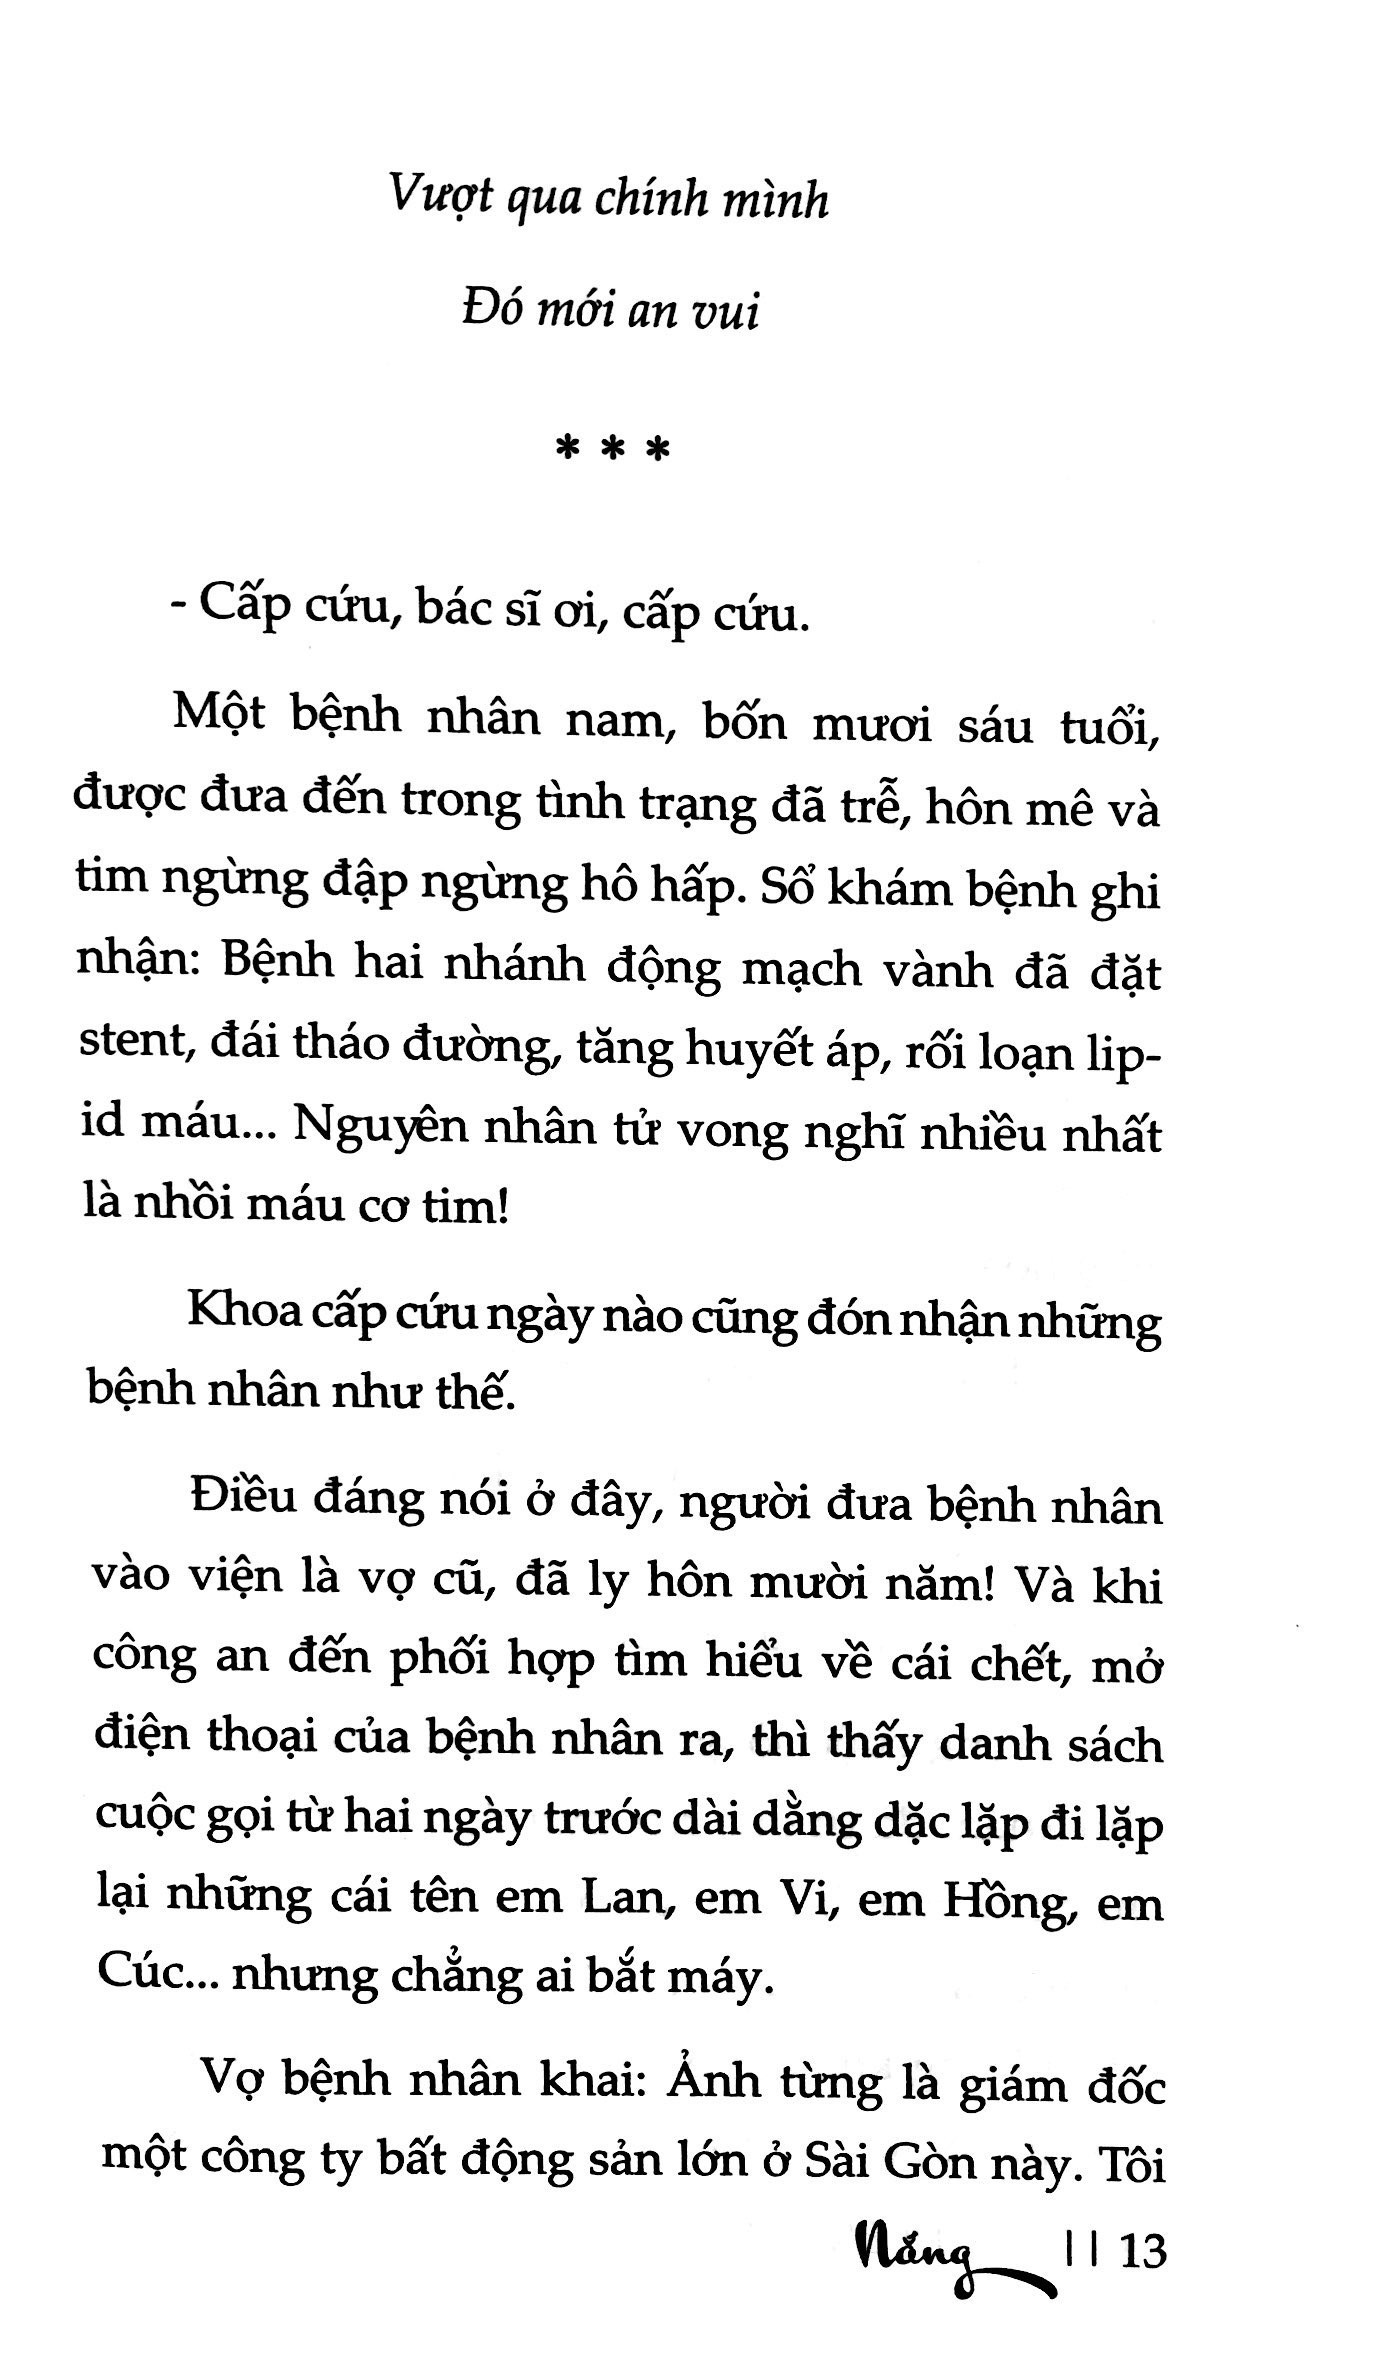 Vượt qua chính mình
Đó mới an vui
* * *
- Cấp cứu, bác sĩ ơi, cấp cứu.
Một bệnh nhân nam, bốn mươi sáu tuổi,
được đưa đến trong tình trạng đã trễ, hôn mê và
tim ngừng đập ngừng hô hấp. Sổ khám bệnh ghi
nhận: Bệnh hai nhánh động mạch vành đã đặt
stent, đái tháo đường, tăng huyết áp, rối loạn lip-
id máu... Nguyên nhân tử vong nghĩ nhiều nhất
là nhồi máu cơ tim!
Khoa cấp cứu ngày nào cũng đón nhận những
bệnh nhân như thế.
Điều đáng nói ở đây, người đưa bệnh nhân
vào viện là vợ cũ, đã ly hôn mười năm! Và khi
công an đến phối hợp tìm hiểu về cái chết, mở
điện thoại của bệnh nhân ra, thì thấy danh sách
cuộc gọi từ hai ngày trước dài dằng dặc lặp đi lặp
lại những cái tên em Lan, em Vi, em Hồng, em
Cúc... nhưng chẳng ai bắt máy.
Vợ bệnh nhân khai: Ảnh từng là giám đốc
một công ty bất động sản lớn ở Sài Gòn này. Tôi
Nắng || 13